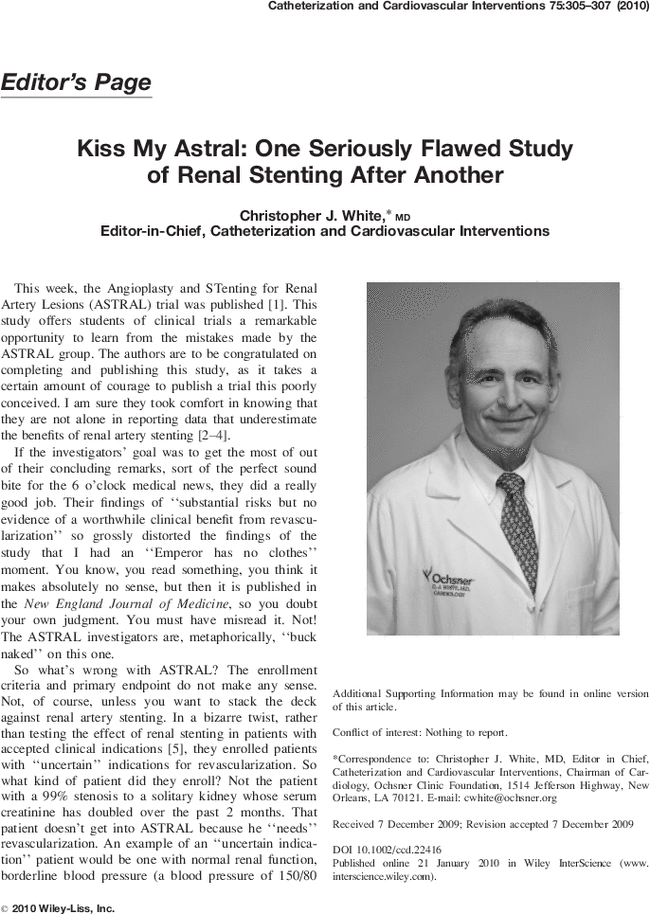 Catheterization and Cardiovascular Interventions 75:305–307 (2010)
Editor's Page
Kiss My Astral: One Seriously Flawed Study
of Renal Stenting After Another
Christopher J. White,* MD
Editor-in-Chief, Catheterization and Cardiovascular Interventions
This week, the Angioplasty and STenting for Renal
Artery Lesions (ASTRAL) trial was published [1]. This
study offers students of clinical trials a remarkable
opportunity to learn from the mistakes made by the
ASTRAL group. The authors are to be congratulated on
completing and publishing this study, as it takes a
certain amount of courage to publish a trial this poorly
conceived. I am sure they took comfort in knowing that
they are not alone in reporting data that underestimate
the benefits of renal artery stenting [2–4].
If the investigators' goal was to get the most of out
of their concluding remarks, sort of the perfect sound
bite for the 6 o'clock medical news, they did a really
good job. Their findings of ''substantial risks but no
evidence of a worthwhile clinical benefit from revascu-
larization'' so grossly distorted the findings of the
study that I had an ''Emperor has no clothes''
moment. You know, you read something, you think it
makes absolutely no sense, but then it is published in
the New England Journal of Medicine, so you doubt
your own judgment. You must have misread it. Not!
The ASTRAL investigators are, metaphorically, ''buck
naked'' on this one.
So what's wrong with ASTRAL? The enrollment
criteria and primary endpoint do not make any sense.
Not, of course, unless you want to stack the deck
against renal artery stenting. In a bizarre twist, rather
than testing the effect of renal stenting in patients with
accepted clinical indications [5], they enrolled patients
with ''uncertain'' indications for revascularization. So
what kind of patient did they enroll? Not the patient
with a 99% stenosis to a solitary kidney whose serum
creatinine has doubled over the past 2 months. That
patient doesn't get into ASTRAL because he ''needs''
revascularization. An example of an ''uncertain indica-
tion'' patient would be one with normal renal function,
borderline blood pressure (a blood pressure of 150/80
Ochsner
C.J. WHITE, M.D.
CARDIOLOGY
Additional Supporting Information may be found in online version
of this article.
Conflict of interest: Nothing to report.
*Correspondence to: Christopher J. White, MD, Editor in Chief,
Catheterization and Cardiovascular Interventions, Chairman of Car-
diology, Ochsner Clinic Foundation, 1514 Jefferson Highway, New
Orleans, LA 70121. E-mail: cwhite@ochsner.org
Received 7 December 2009; Revision accepted 7 December 2009
DOI 10.1002/ccd.22416
Published online 21 January 2010 in Wiley InterScience (www.
interscience.wiley.com).
© 2010 Wiley-Liss, Inc.